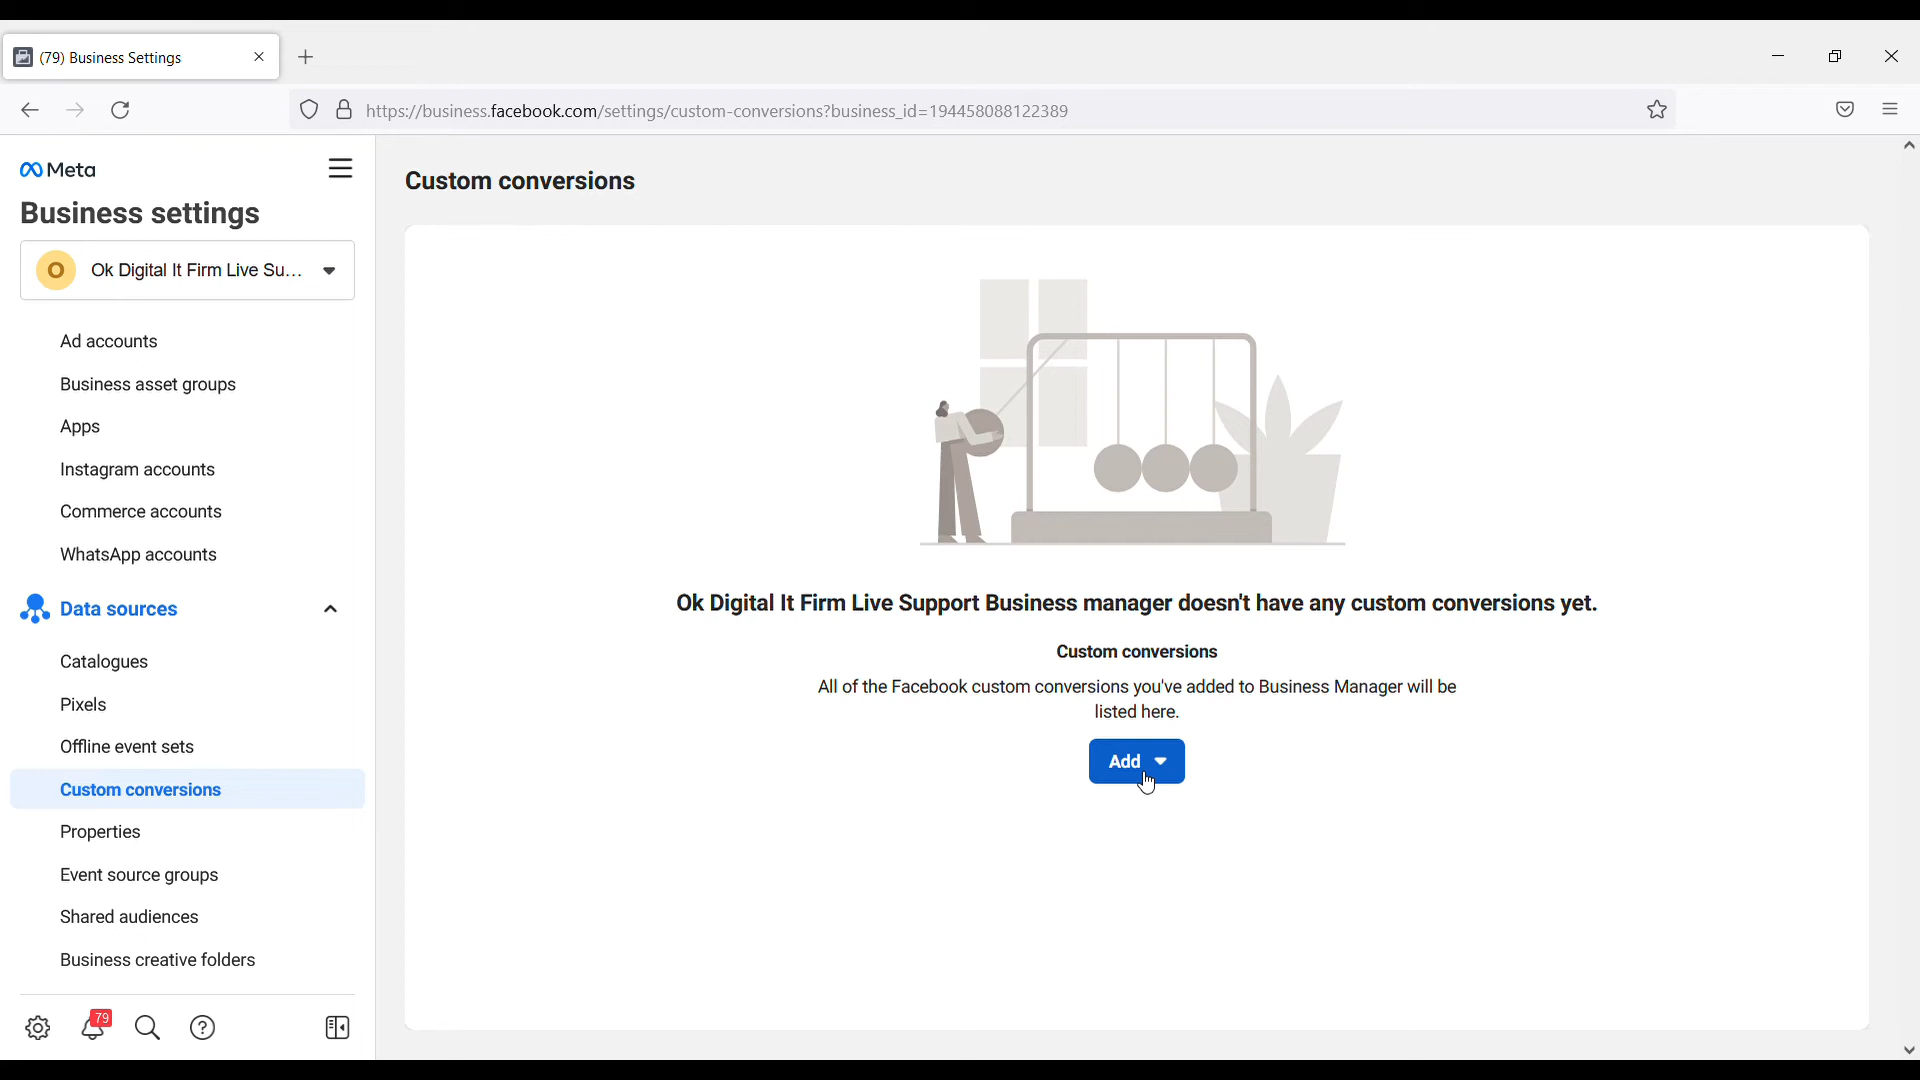 (79) Business Settings
https://business.facebook.com/settings/custom-conversions?business_id=194458088122389
Meta
Business settings
O
Ok Digital It Firm Live Su...
Ad accounts
Business asset groups
Apps
Instagram accounts
Commerce accounts
WhatsApp accounts
Data sources
Catalogues
Pixels
Offline event sets
Custom conversions
Properties
Event source groups
Shared audiences
Business creative folders
79
Custom conversions
Ok Digital It Firm Live Support Business manager doesn't have any custom conversions yet.
Custom conversions
All of the Facebook custom conversions you've added to Business Manager will be
listed here.
Add